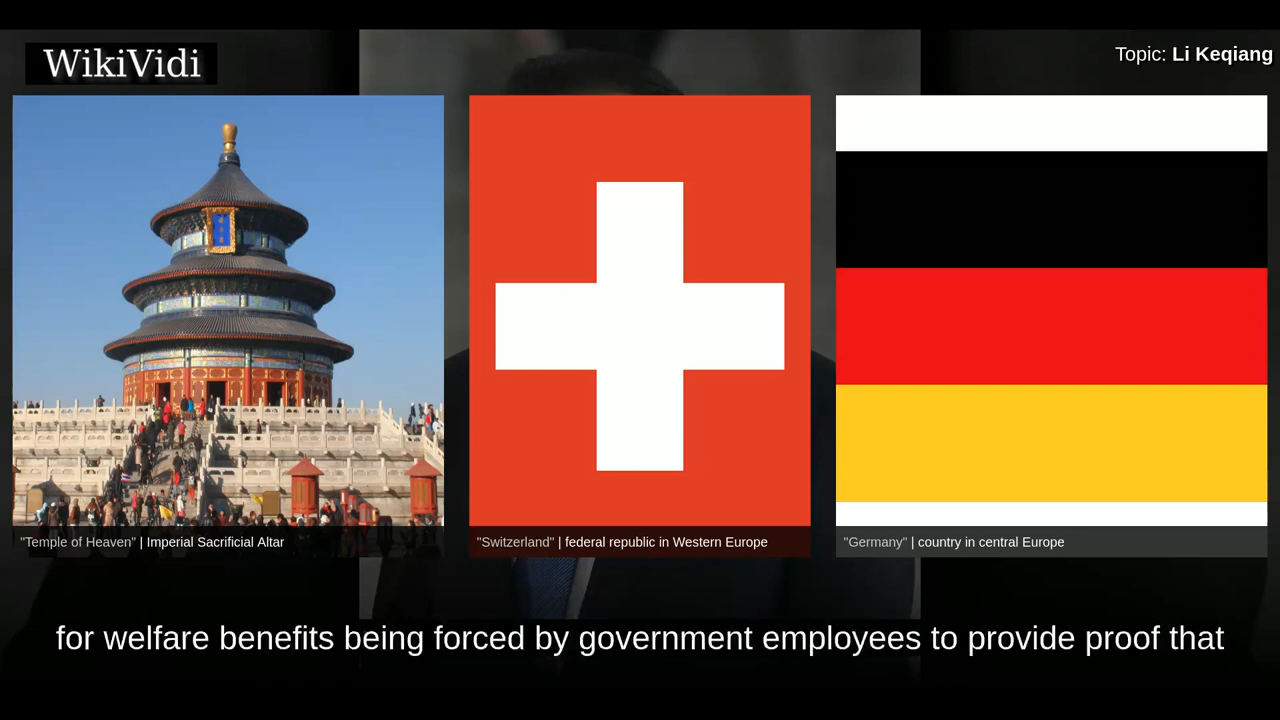 WikiVidi
Topic: Li Keqiang
"Temple of Heaven" | Imperial Sacrificial Altar
"Switzerland" | federal republic in Western Europe
"Germany" | country in central Europe
for welfare benefits being forced by government employees to provide proof that